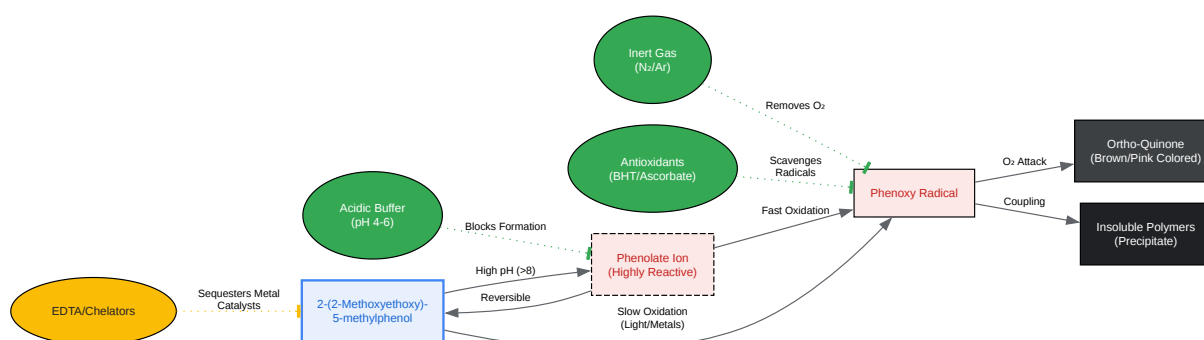 Inert Gas
(N₂/Ar)
Removes O₂
Antioxidants
(BHT/Ascorbate)
Scavenges
Radicals
Ortho-Quinone
(Brown/Pink Colored)
O₂ Attack
Phenoxy Radical
Acidic Buffer
(pH 4-6)
Blocks Formation
Fast Oxidation
Coupling
Insoluble Polymers
(Precipitate)
Phenolate Ion
(Highly Reactive)
High pH (>8)
Reversible
EDTA/Chelators
Sequesters Metal
Catalysts
2-(2-Methoxyethoxy)-
5-methylphenol
Slow Oxidation
(Light/Metals)